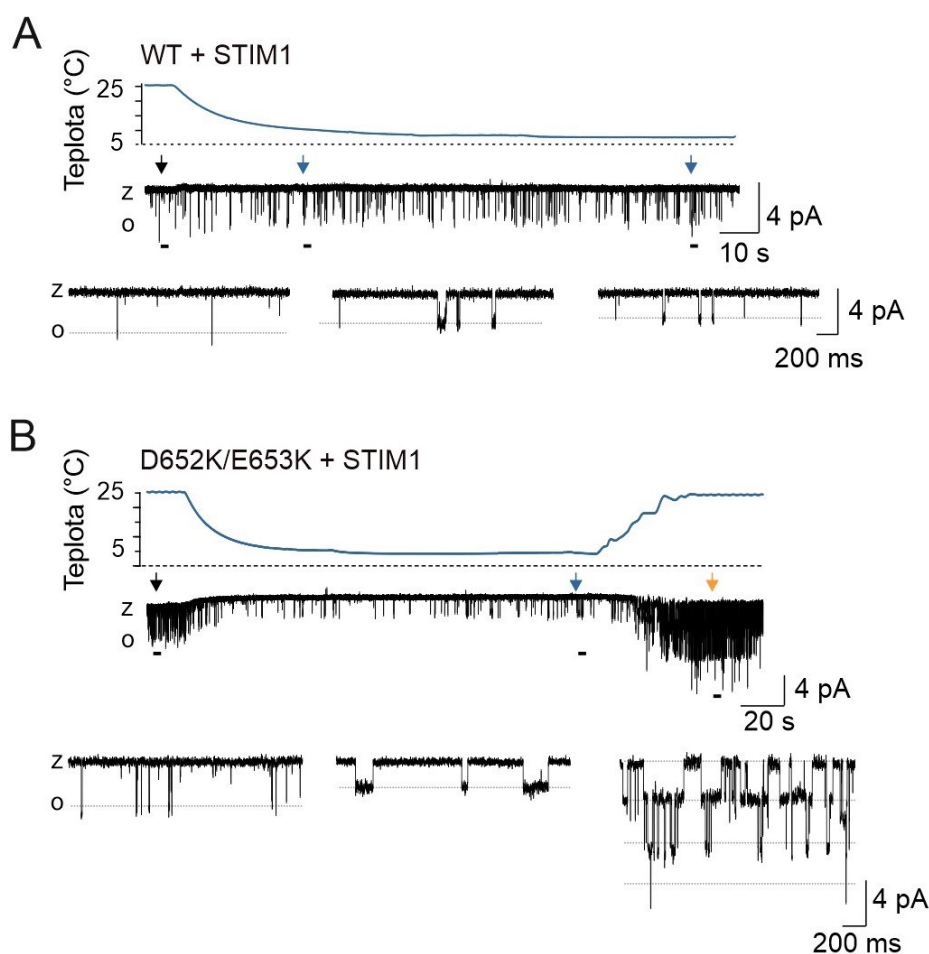 A
WT + STIM1
Teplota (°C)
25
5
z
o
4 pA
10 s
z
o
4 pA
200 ms
B
D652K/E653K + STIM1
Teplota (°C)
25
5
z
o
4 pA
20 s
z
o
4 pA
200 ms